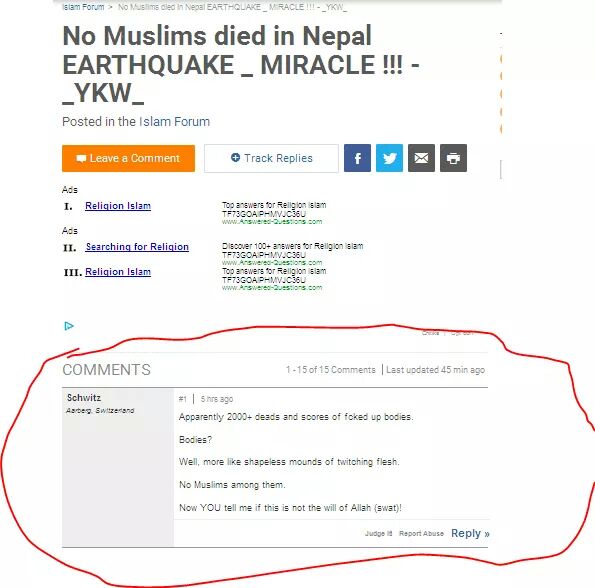 Islam Forum > No Muslims died in Nepal EARTHQUAKE _ MIRACLE !!! - _YKW_
No Muslims died in Nepal
EARTHQUAKE _ MIRACLE !!! -
_YKW_
Posted in the Islam Forum
Leave a Comment
Track Replies
Ads
I. Religion Islam
Top answers for Religion Islam
TF73GOAIPHMVJC36U
www.Answered-Questions.com
Ads
II. Searching for Religion
Discover 100+ answers for Religion Islam
TF73GOAIPHMVJC36U
www.Answered-Questions.com
III. Religion Islam
Top answers for Religion Islam
TF73GOAIPHMVJC36U
www.Answered-Questions.com
COMMENTS
1 - 15 of 15 Comments | Last updated 45 min ago
Schwitz
Aarberg, Switzerland
#1 | 5 hrs ago
Apparently 2000+ deads and scores of fcked up bodies.
Bodies?
Well, more like shapeless mounds of twitching flesh.
No Muslims among them.
Now YOU tell me if this is not the will of Allah (swat)!
Judge it! Report Abuse Reply »